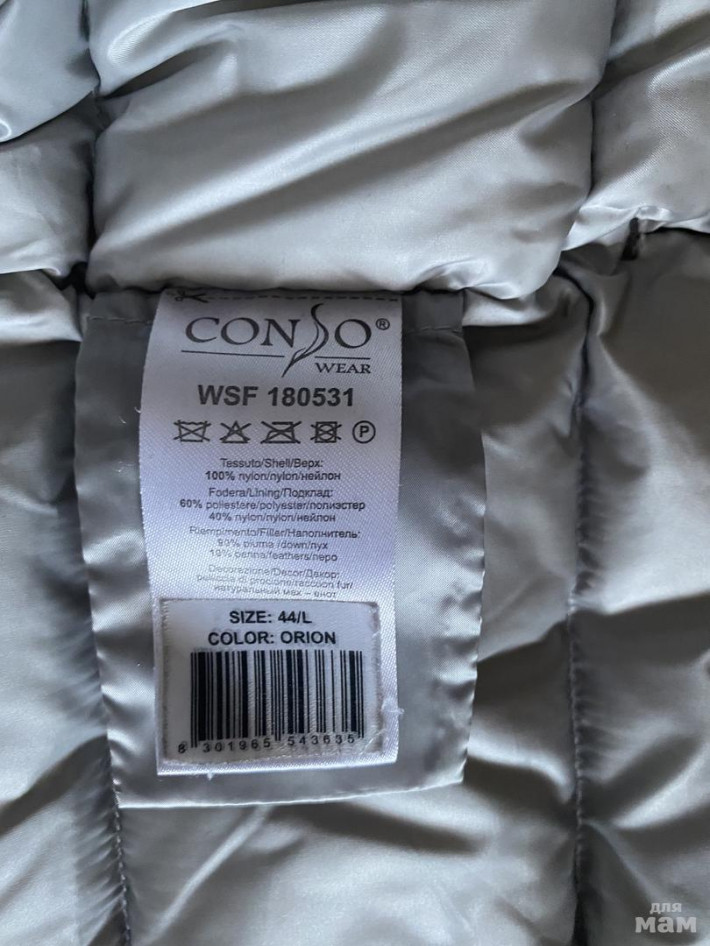 CONSO®
WEAR
WSF 180531
P
Tessuto/Shell/Верх:
100% nylon/nylon/нейлон
Fodera/Lining/Подклад:
60% poliestere/polyester/полиэстер
40% nylon/nylon/нейлон
Riempimento/Filler/Наполнитель:
90% piuma /down/пух
10% penna/feathers/перо
Decorazione/Decor/Декор:
pelliccia di procione/raccoon fur/
натуральный мех – енот
SIZE: 44/L
COLOR: ORION
8 301965 543635
для
мам